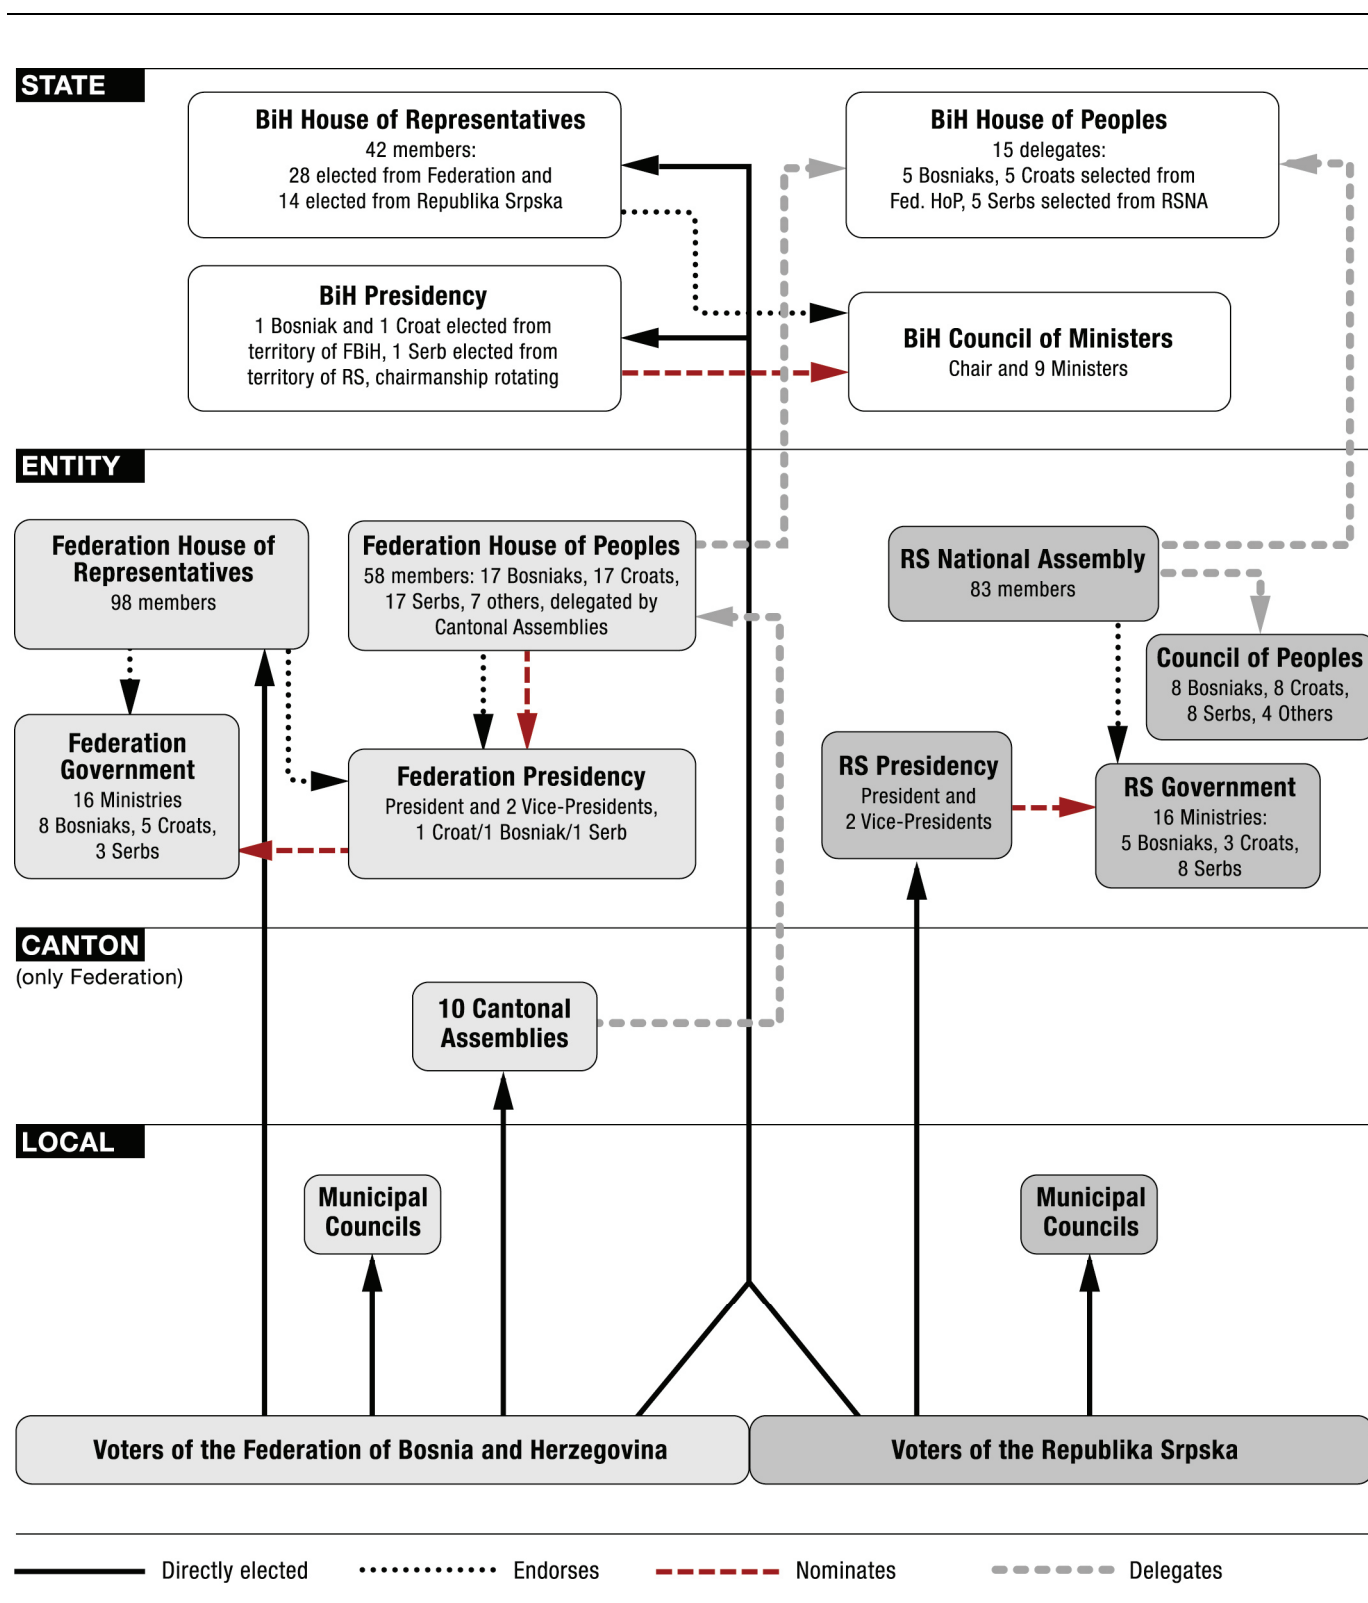 STATE
BiH House of Representatives
42 members:
28 elected from Federation and
14 elected from Republika Srpska
BiH House of Peoples
15 delegates:
5 Bosniaks, 5 Croats selected from
Fed. HoP, 5 Serbs selected from RSNA
BiH Presidency
1 Bosniak and 1 Croat elected from
territory of FBiH, 1 Serb elected from
territory of RS, chairmanship rotating
BiH Council of Ministers
Chair and 9 Ministers
ENTITY
Federation House of
Representatives
98 members
Federation House of Peoples
58 members: 17 Bosniaks, 17 Croats,
17 Serbs, 7 others, delegated by
Cantonal Assemblies
RS National Assembly
83 members
Council of Peoples
8 Bosniaks, 8 Croats,
8 Serbs, 4 Others
Federation
Government
16 Ministries
8 Bosniaks, 5 Croats,
3 Serbs
Federation Presidency
President and 2 Vice-Presidents,
1 Croat/1 Bosniak/1 Serb
RS Presidency
President and
2 Vice-Presidents
RS Government
16 Ministries:
5 Bosniaks, 3 Croats,
8 Serbs
CANTON
(only Federation)
10 Cantonal
Assemblies
LOCAL
Municipal
Councils
Municipal
Councils
Voters of the Federation of Bosnia and Herzegovina
Voters of the Republika Srpska
Directly elected
Endorses
Nominates
Delegates